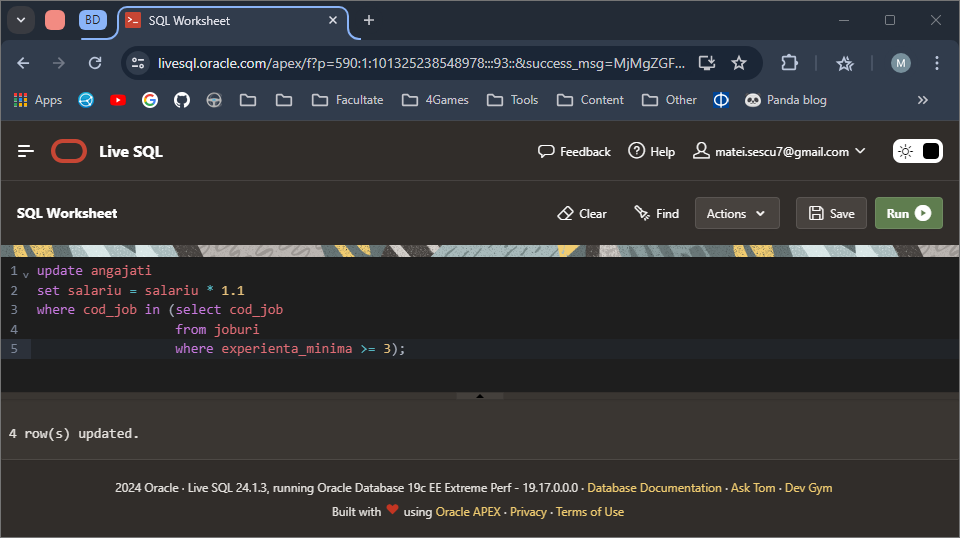 BD
SQL Worksheet
livesql.oracle.com/apex/f?p=590:1:101325238548978:::93::&success_msg=MjMgZGF...
M
Apps
Facultate
4Games
Tools
Content
Other
Panda blog
Live SQL
Feedback
Help
matei.sescu7@gmail.com
SQL Worksheet
Clear
Find
Actions
Save
Run
1 update angajati
2 set salariu = salariu * 1.1
3 where cod_job in (select cod_job
4 from joburi
5 where experienta_minima >= 3);
4 row(s) updated.
2024 Oracle · Live SQL 24.1.3, running Oracle Database 19c EE Extreme Perf - 19.17.0.0.0 · Database Documentation · Ask Tom · Dev Gym
Built with ❤ using Oracle APEX · Privacy · Terms of Use